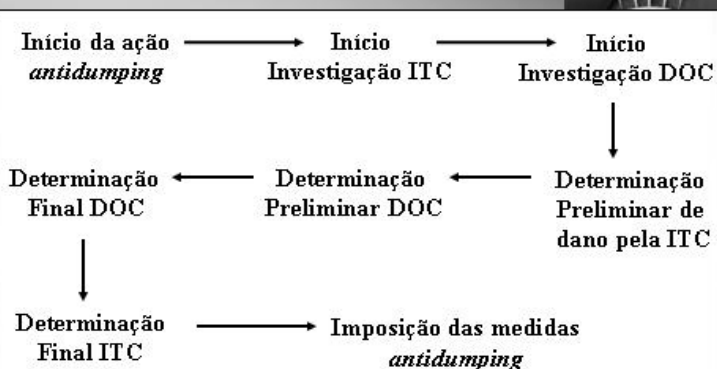 Início da ação
antidumping
Início
Investigação ITC
Início
Investigação DOC
Determinação
Preliminar de
dano pela ITC
Determinação
Preliminar DOC
Determinação
Final DOC
Determinação
Final ITC
Imposição das medidas
antidumping